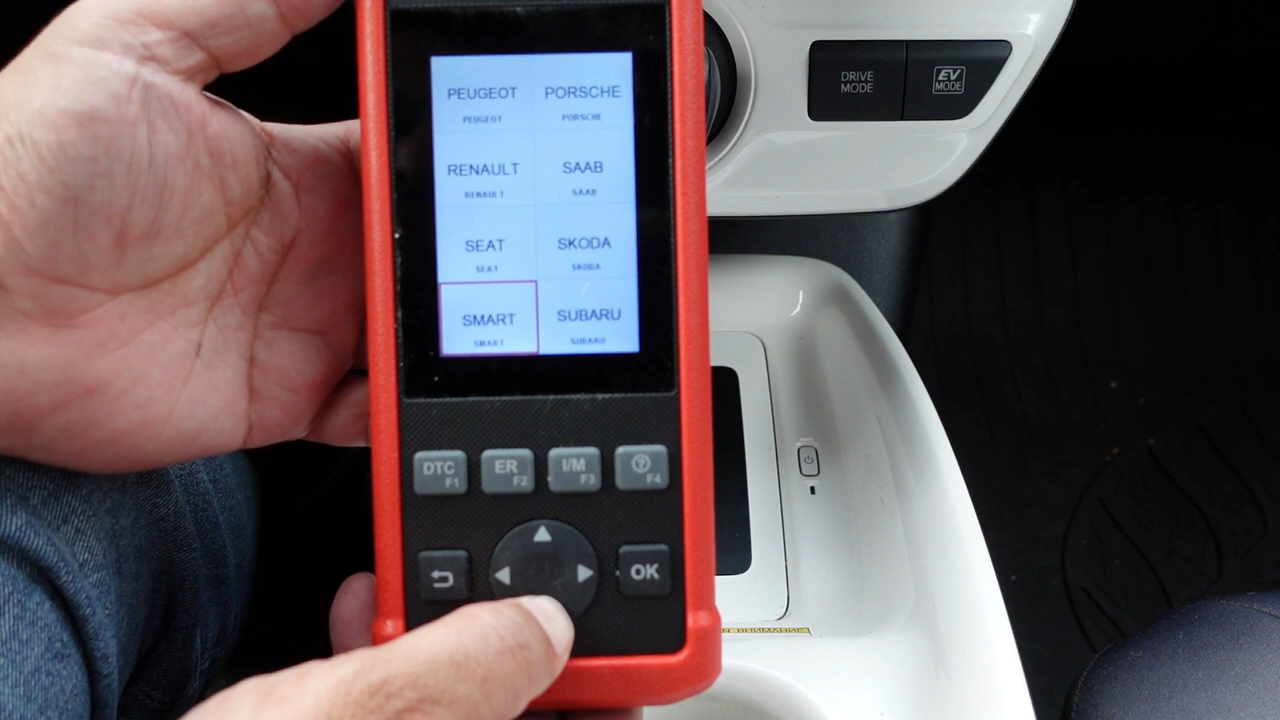 PEUGEOT PORSCHE
PEUGEOT PORSCHE
RENAULT SAAB
RENAULT SAAB
SEAT SKODA
SEAT SKODA
SMART SUBARU
SMART SUBARU
DTC F1 ER F2 I/M F3 ? F4
OK
DRIVE MODE
EV MODE